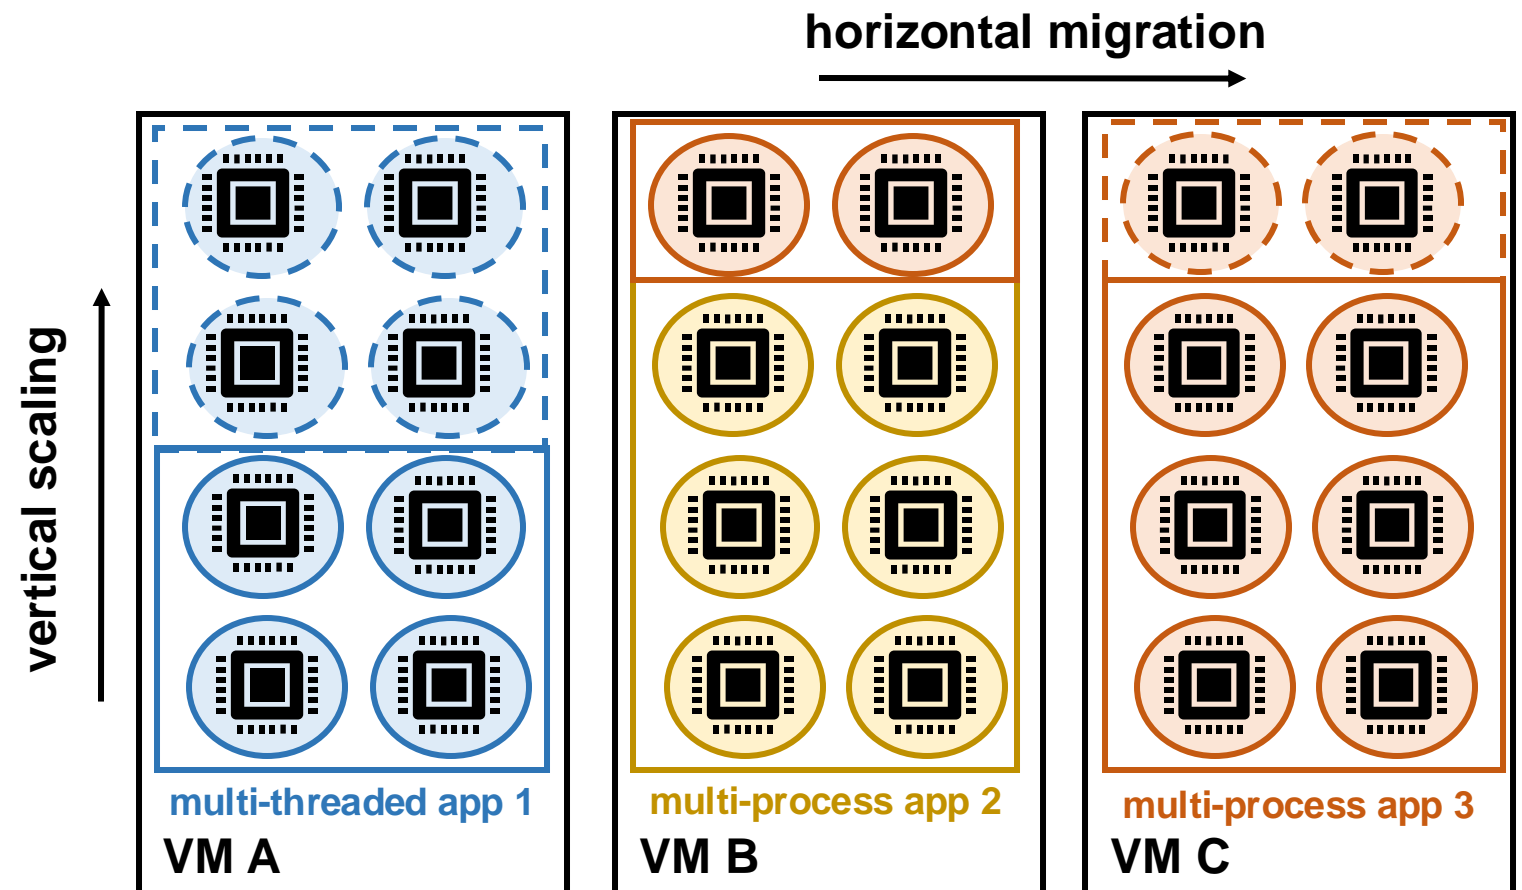 horizontal migration
vertical scaling
multi-threaded app 1
VM A
multi-process app 2
VM B
multi-process app 3
VM C